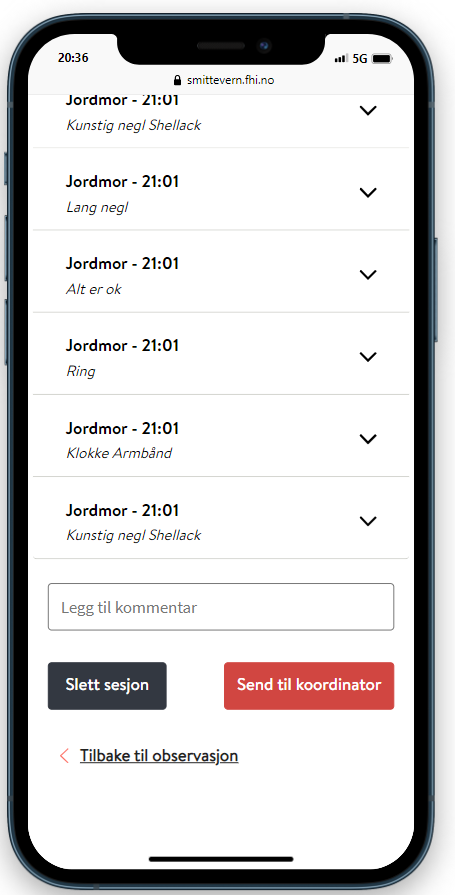 20:36
5G
smittevern.fhi.no
Jordmor - 21:01
Kunstig negl Shellack
Jordmor - 21:01
Lang negl
Jordmor - 21:01
Alt er ok
Jordmor - 21:01
Ring
Jordmor - 21:01
Klokke Armbånd
Jordmor - 21:01
Kunstig negl Shellack
Legg til kommentar
Slett sesjon
Send til koordinator
Tilbake til observasjon